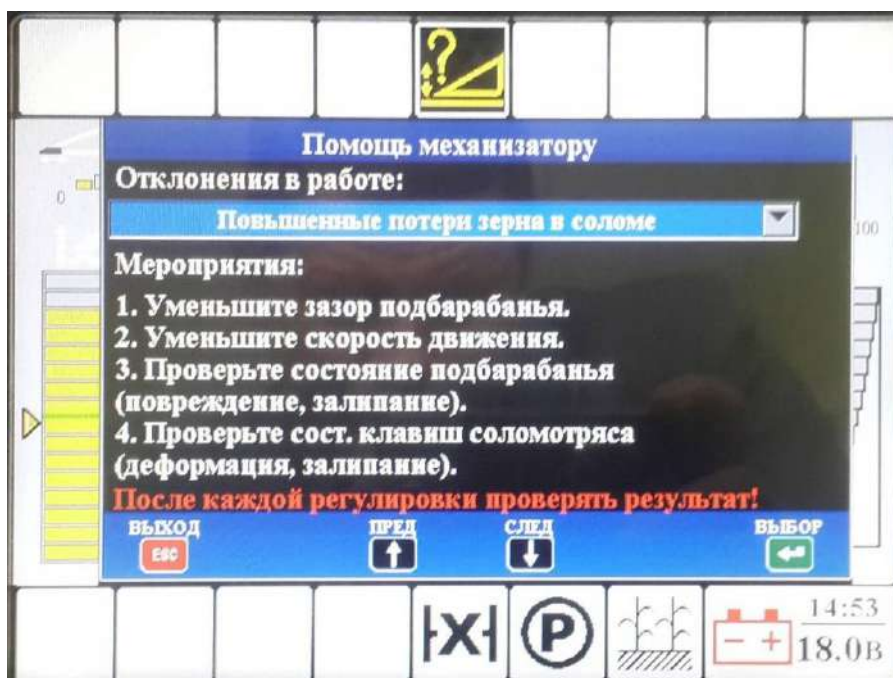 ?
Помощь механизатору
Отклонения в работе:
0
Повышенные потери зерна в соломе
100
Мероприятия:
1. Уменьшите зазор подбарабанья.
2. Уменьшите скорость движения.
3. Проверьте состояние подбарабанья
(повреждение, залипание).
4. Проверьте сост. клавиш соломотряса
(деформация, залипание).
После каждой регулировки проверять результат!
ВЫХОД ПРЕД СЛЕД ВЫБОР
ESC
X P - + 14:53
18.0В